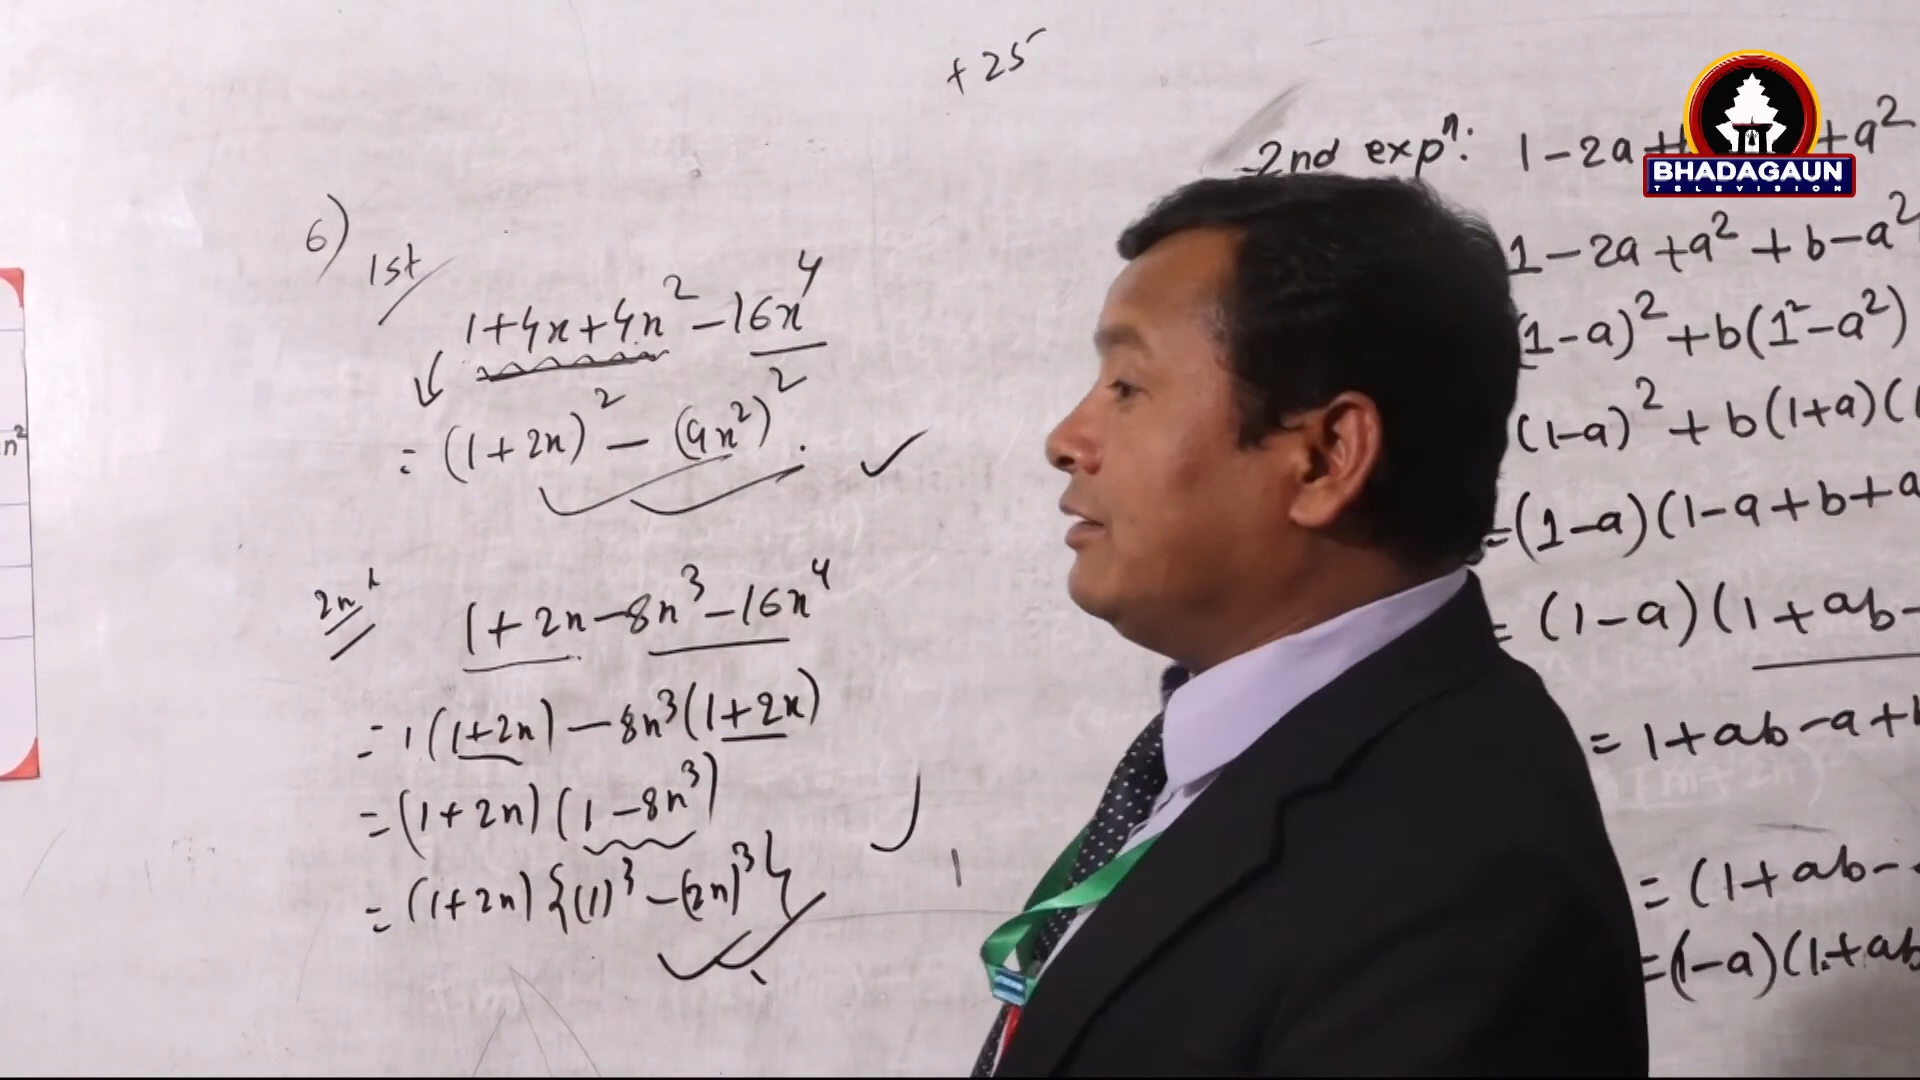 + 25
6)
1st
1+4x+4x² -16x⁴
= (1+2x)² - (4x²)².
2nd
1+2x-8x³-16x⁴
= 1(1+2x) - 8x³(1+2x)
= (1+2x) (1-8x³)
= (1+2x) {(1)³ - (2x)³}
n²
BHADAGAUN
TELEVISION
2nd expⁿ: 1-2a+ +a²
1-2a+a² +b-a²
(1-a)² +b(1²-a²)
(1-a)² + b(1+a)(
=(1-a)(1-a+b+a
= (1-a)(1+ab-
= 1+ab-a+
= (1+ab-
=(1-a)(1+ab